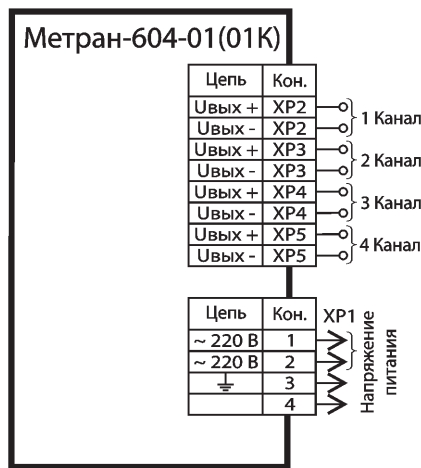 Метран-604-01(01К)
Цепь Кон.
Uвых + XP2
Uвых - XP2
1 Канал
Uвых + XP3
Uвых - XP3
2 Канал
Uвых + XP4
Uвых - XP4
3 Канал
Uвых + XP5
Uвых - XP5
4 Канал
Цепь Кон. XP1
~ 220 В 1
~ 220 В 2
3
4
Напряжение
питания